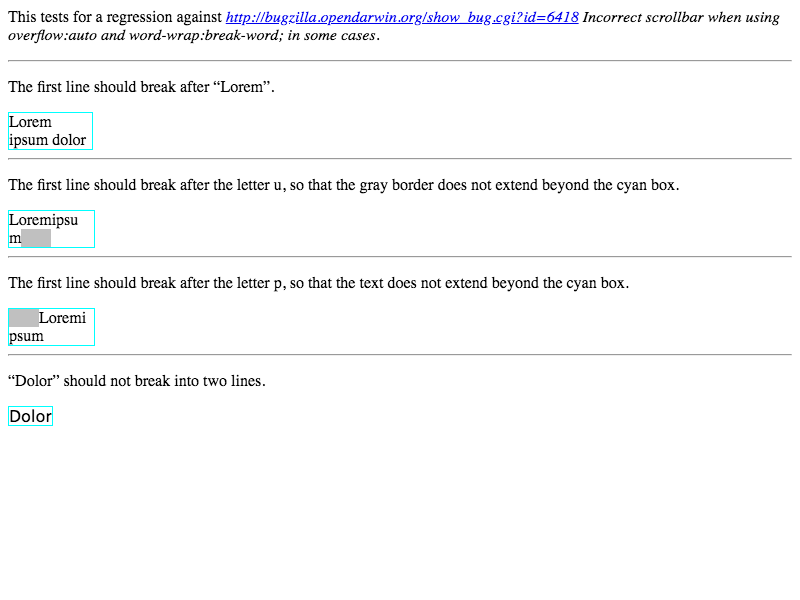 This tests for a regression against http://bugzilla.opendarwin.org/show_bug.cgi?id=6418 Incorrect scrollbar when using
overflow:auto and word-wrap:break-word; in some cases.
The first line should break after “Lorem”.
Lorem
ipsum dolor
The first line should break after the letter u, so that the gray border does not extend beyond the cyan box.
Loremipsu
m
The first line should break after the letter p, so that the text does not extend beyond the cyan box.
Loremi
psum
“Dolor” should not break into two lines.
Dolor